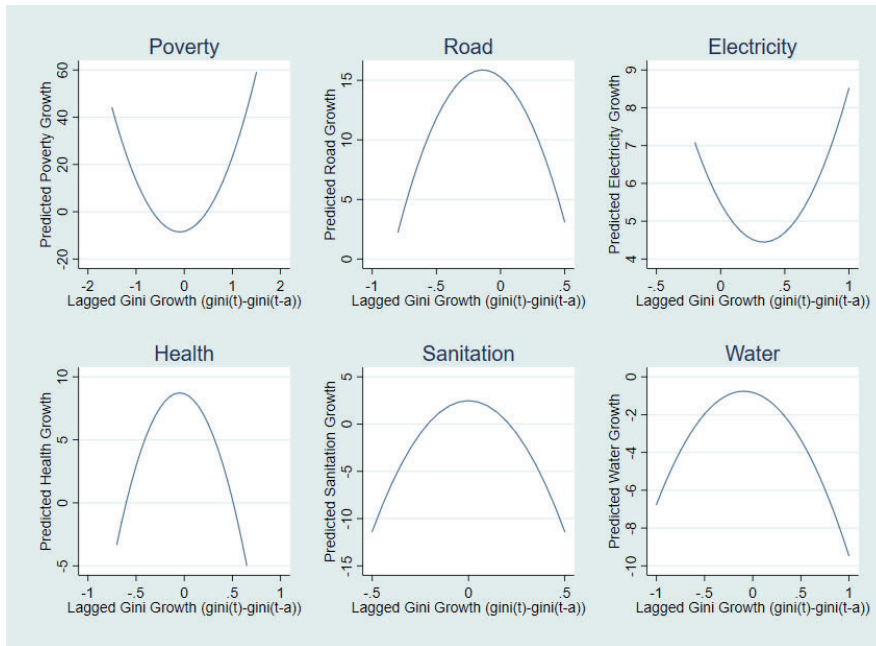 Poverty
Predicted Poverty Growth
60
40
20
0
-20
-2 -1 0 1 2
Lagged Gini Growth (gini(t)-gini(t-a))
Road
Predicted Road Growth
15
10
5
0
-1 -.5 0 .5
Lagged Gini Growth (gini(t)-gini(t-a))
Electricity
Predicted Electricity Growth
9
8
7
6
5
4
-.5 0 .5 1
Lagged Gini Growth (gini(t)-gini(t-a))
Health
Predicted Health Growth
10
5
0
-5
-1 -.5 0 .5 1
Lagged Gini Growth (gini(t)-gini(t-a))
Sanitation
Predicted Sanitation Growth
5
0
-5
-10
-15
-.5 0 .5
Lagged Gini Growth (gini(t)-gini(t-a))
Water
Predicted Water Growth
0
-2
-4
-6
-8
-10
-1 -.5 0 .5 1
Lagged Gini Growth (gini(t)-gini(t-a))